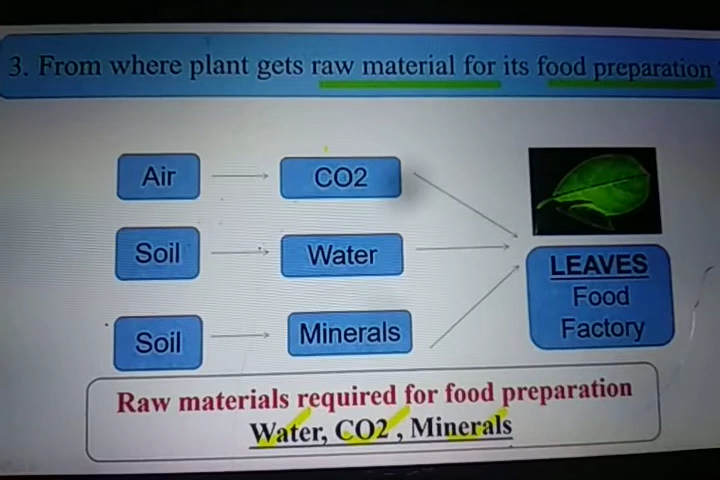 3. From where plant gets raw material for its food preparation
Air
CO2
Soil
Water
Soil
Minerals
LEAVES
Food
Factory
Raw materials required for food preparation
Water, CO2 , Minerals